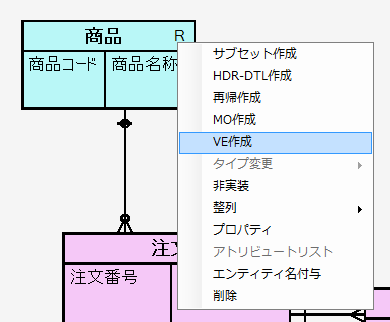 商品 R
商品コード 商品名称
サブセット作成
HDR-DTL作成
再帰作成
MO作成
VE作成
タイプ変更
非実装
整列
プロパティ
アトリビュートリスト
エンティティ名付与
削除
注文
注文番号